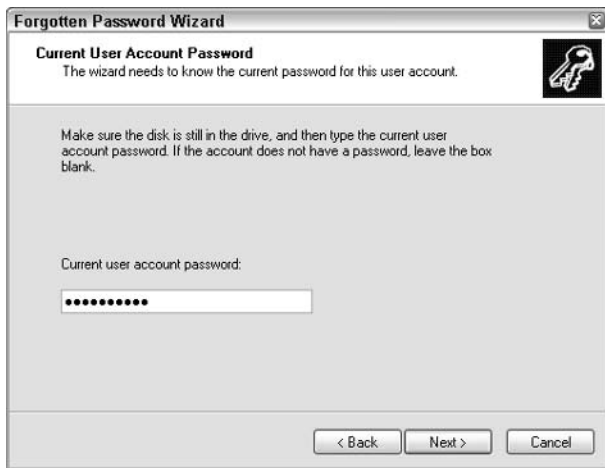 Forgotten Password Wizard
Current User Account Password
The wizard needs to know the current password for this user account.
Make sure the disk is still in the drive, and then type the current user
account password. If the account does not have a password, leave the box
blank.
Current user account password:
●●●●●●●●●●
< Back Next > Cancel